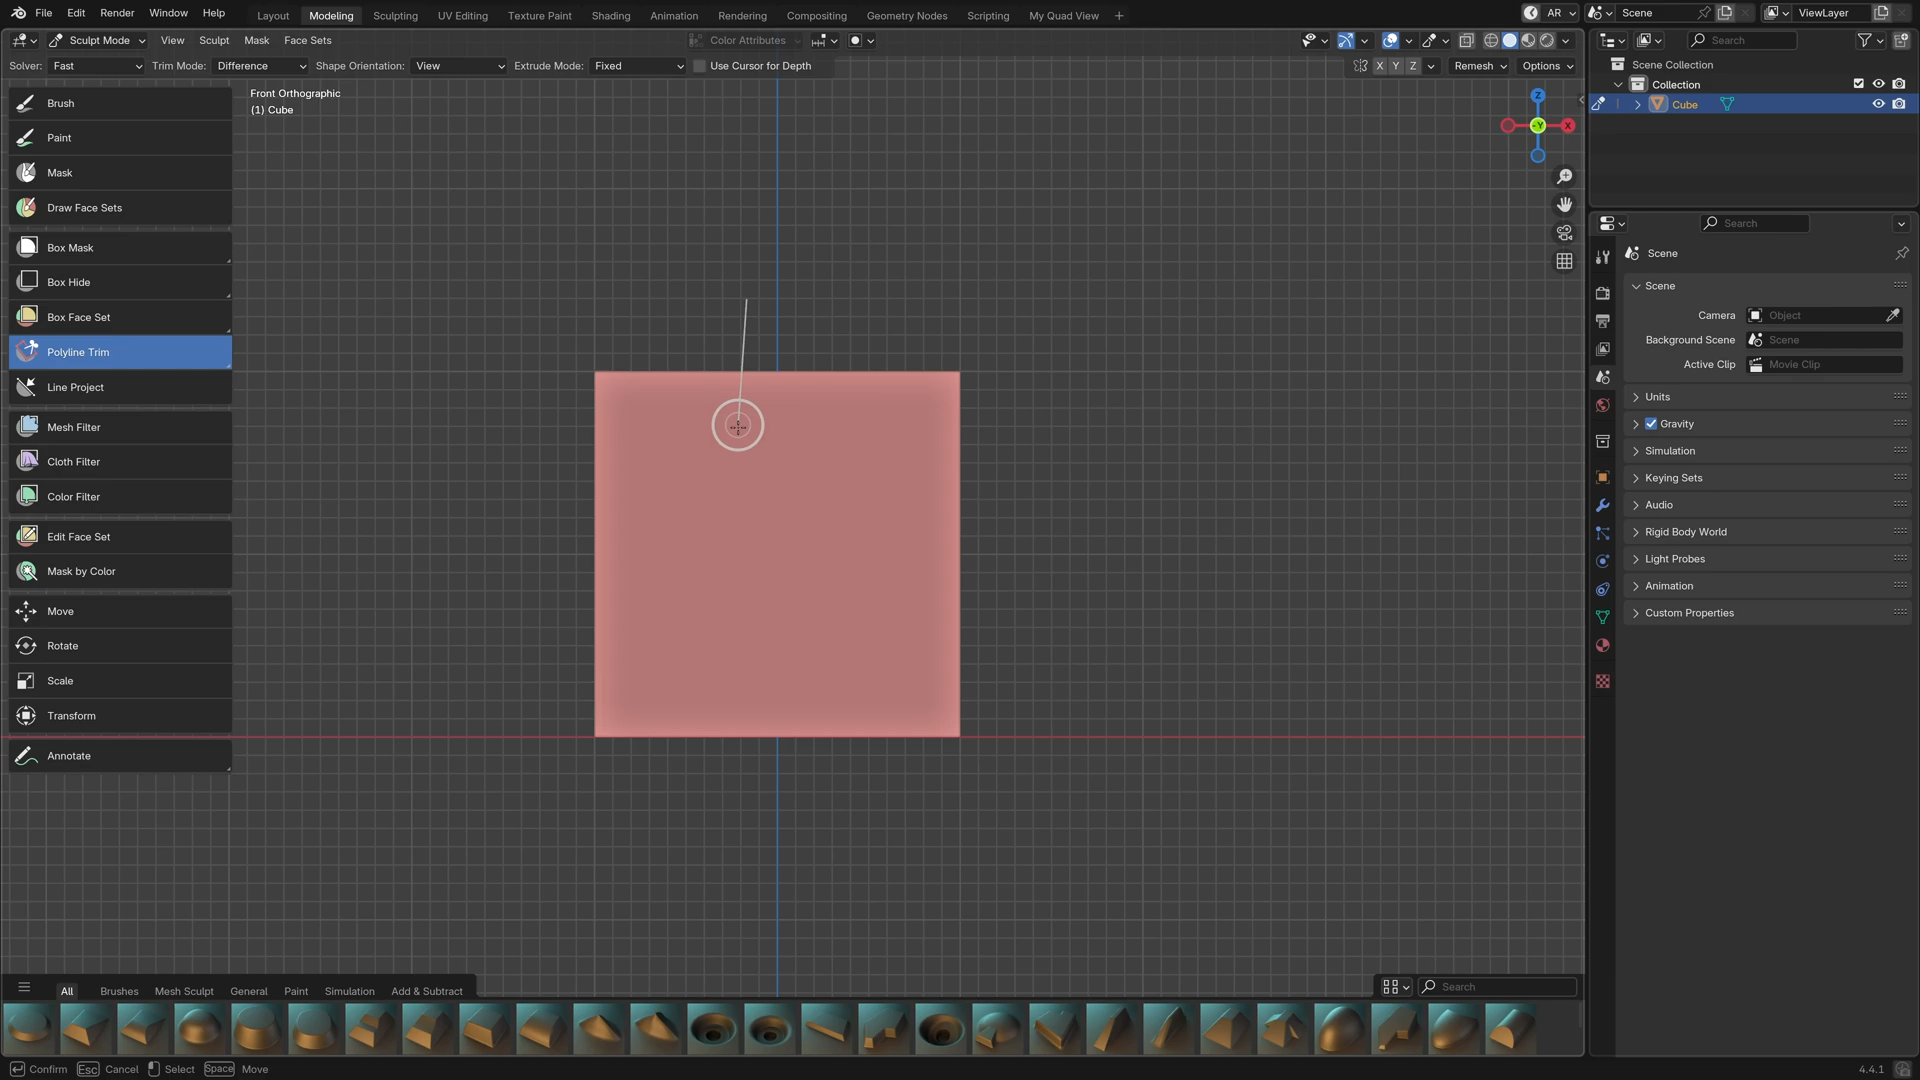 File Edit Render Window Help Layout Modeling Sculpting UV Editing Texture Paint Shading Animation Rendering Compositing Geometry Nodes Scripting My Quad View + AR Scene ViewLayer
Sculpt Mode View Sculpt Mask Face Sets Color Attributes
Solver: Fast Trim Mode: Difference Shape Orientation: View Extrude Mode: Fixed Use Cursor for Depth X Y Z Remesh Options
Front Orthographic
(1) Cube
Brush
Paint
Mask
Draw Face Sets
Box Mask
Box Hide
Box Face Set
Polyline Trim
Line Project
Mesh Filter
Cloth Filter
Color Filter
Edit Face Set
Mask by Color
Move
Rotate
Scale
Transform
Annotate
Z
-Y
X
Search
Scene Collection
Collection
Cube
Search
Scene
Scene
Camera Object
Background Scene Scene
Active Clip Movie Clip
Units
Gravity
Simulation
Keying Sets
Audio
Rigid Body World
Light Probes
Animation
Custom Properties
All Brushes Mesh Sculpt General Paint Simulation Add & Subtract Search
Confirm Esc Cancel Select Space Move 4.4.1